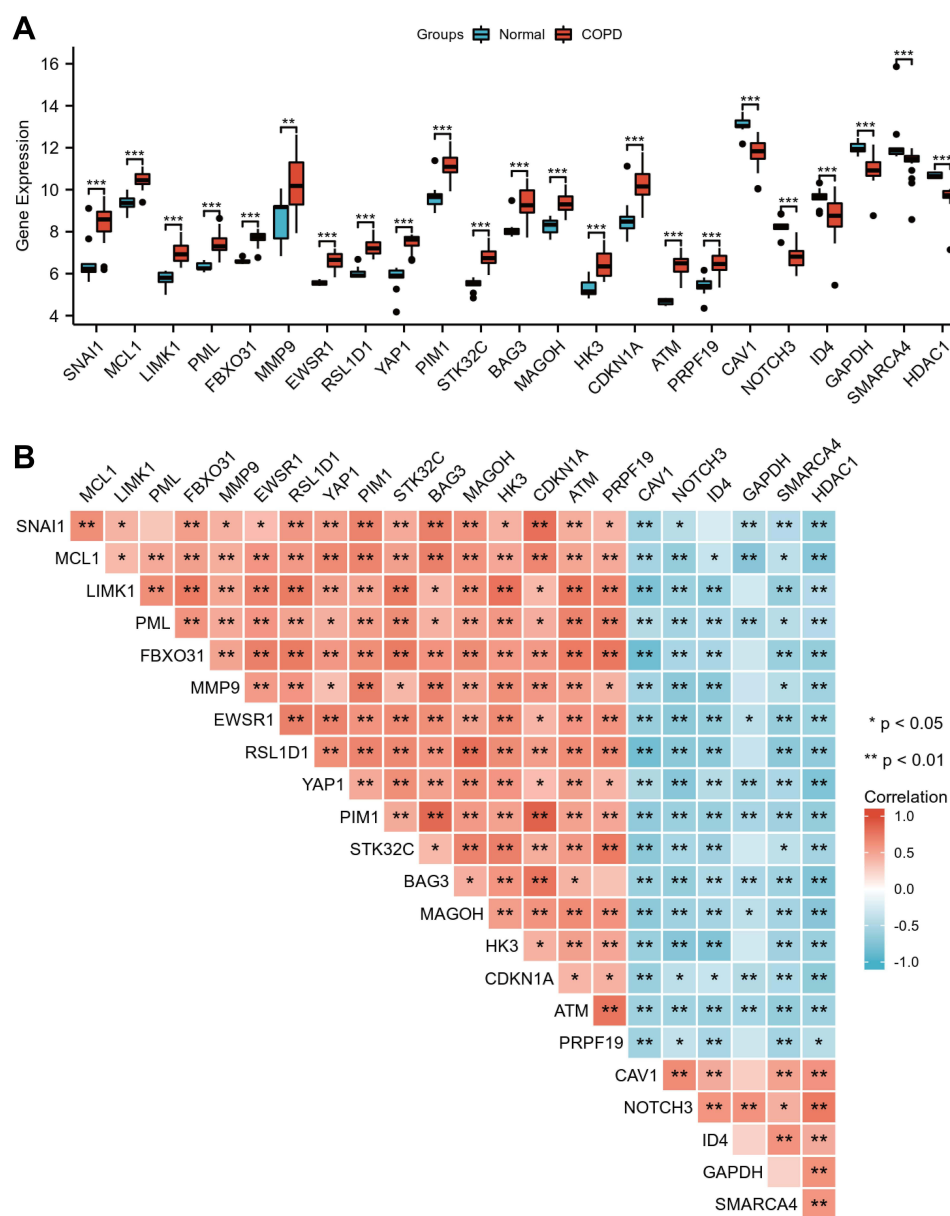 A
Groups Normal COPD
Gene Expression
16
14
12
10
8
6
4
*** *** *** *** *** ** *** *** *** *** *** *** *** *** *** *** *** *** *** *** *** *** ***
SNAI1 MCL1 LIMK1 PML FBXO31 MMP9 EWSR1 RSL1D1 YAP1 PIM1 STK32C BAG3 MAGOH HK3 CDKN1A ATM PRPF19 CAV1 NOTCH3 ID4 GAPDH SMARCA4 HDAC1
B
MCL1 LIMK1 PML FBXO31 MMP9 EWSR1 RSL1D1 YAP1 PIM1 STK32C BAG3 MAGOH HK3 CDKN1A ATM PRPF19 CAV1 NOTCH3 ID4 GAPDH SMARCA4 HDAC1
SNAI1 ** * ** * * ** ** ** ** ** ** * ** ** * ** * ** ** **
MCL1 * ** ** ** ** ** ** ** ** ** ** ** ** ** ** ** ** * ** * **
LIMK1 ** ** ** ** ** ** ** ** * ** ** * ** ** ** ** ** ** **
PML ** ** ** ** * ** ** * ** ** * ** ** ** ** ** ** * **
FBXO31 ** ** ** ** ** ** ** ** ** ** ** ** ** ** ** ** **
MMP9 ** ** * ** * ** ** ** ** ** * ** ** ** * **
EWSR1 ** ** ** ** ** ** ** * ** ** ** ** ** * ** **
RSL1D1 ** ** ** ** ** ** ** ** ** ** ** ** ** **
YAP1 ** ** ** ** ** * ** * ** ** ** ** ** **
PIM1 ** ** ** ** ** ** ** ** ** ** ** ** **
STK32C * ** ** ** ** ** ** ** ** * **
BAG3 * ** ** * ** ** ** ** ** **
MAGOH ** ** ** ** ** ** ** * ** **
HK3 * ** ** ** ** ** ** **
CDKN1A * * ** * * ** ** **
ATM ** ** ** ** ** ** **
PRPF19 ** * ** ** *
CAV1 ** ** ** **
NOTCH3 ** ** * **
ID4 ** **
GAPDH **
SMARCA4 **
* p < 0.05
** p < 0.01
Correlation
1.0
0.5
0.0
-0.5
-1.0